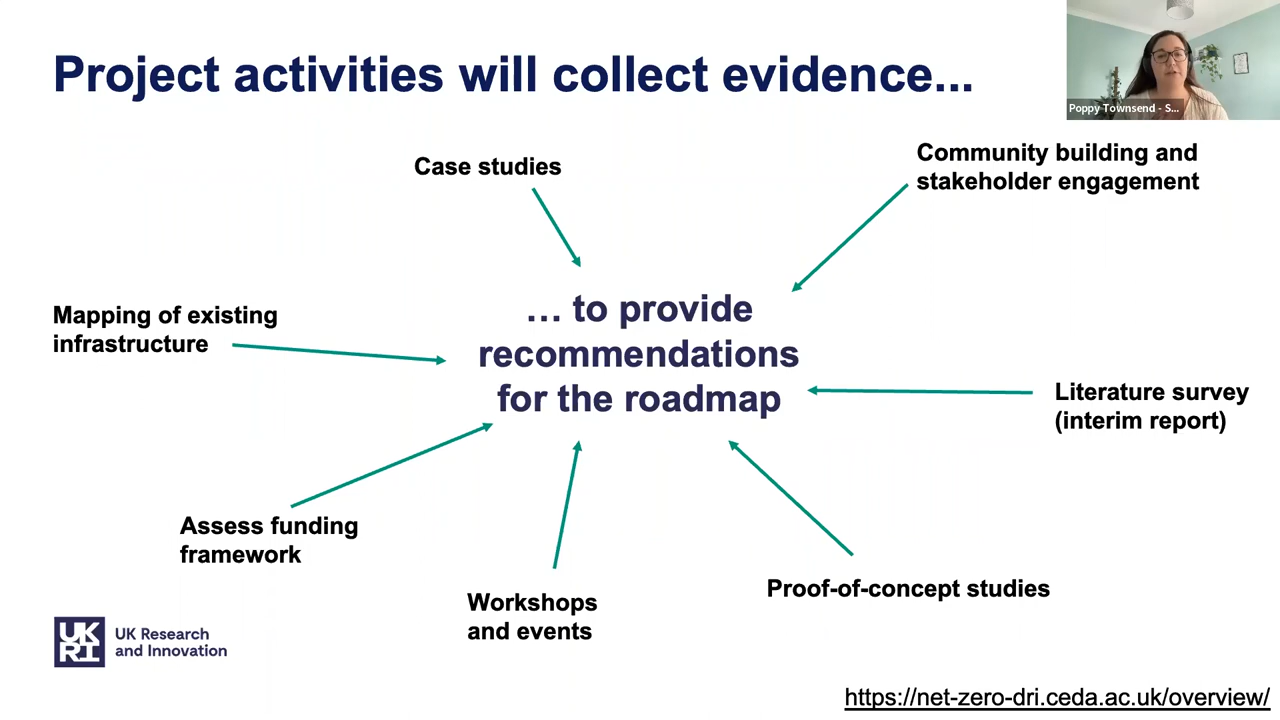 Project activities will collect evidence...
Poppy Townsend - S...
Case studies
Community building and
stakeholder engagement
Mapping of existing
infrastructure
... to provide
recommendations
for the roadmap
Literature survey
(interim report)
Assess funding
framework
Workshops
and events
Proof-of-concept studies
UK
RI
UK Research
and Innovation
https://net-zero-dri.ceda.ac.uk/overview/